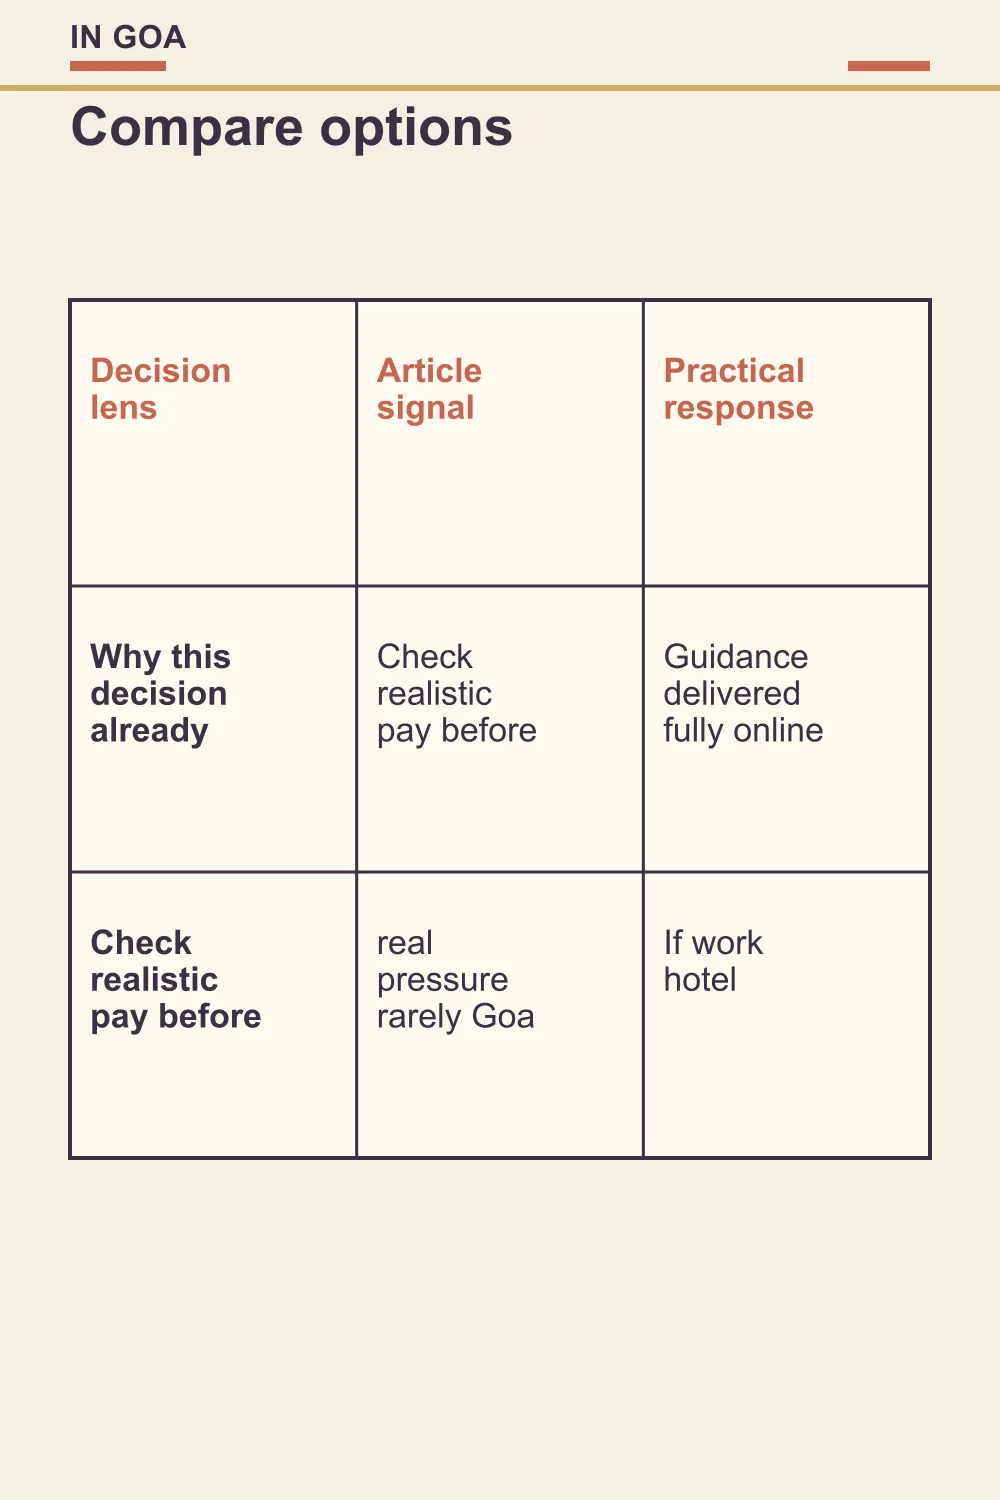 IN GOA
Compare options
Decision
lens
Article
signal
Practical
response
Why this
decision
already
Check
realistic
pay before
Guidance
delivered
fully online
Check
realistic
pay before
real
pressure
rarely Goa
If work
hotel